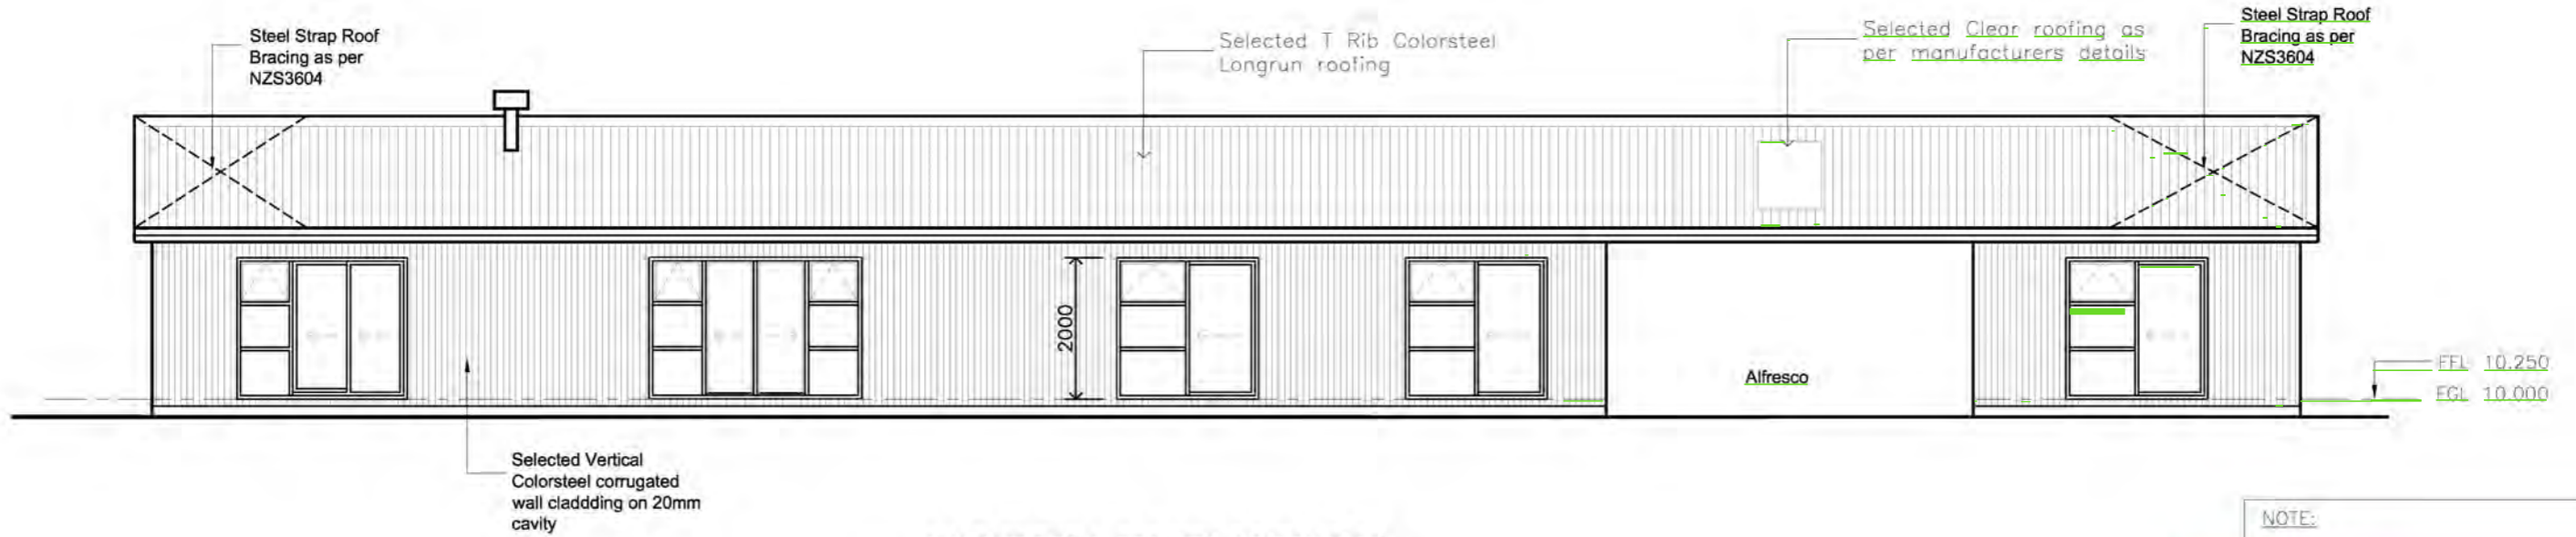 Steel Strap Roof
Bracing as per
NZS3604
Selected T Rib Colorsteel
Longrun roofing
Selected Clear roofing as
per manufacturers details
Steel Strap Roof
Bracing as per
NZS3604
2000
Alfresco
FFL 10.250
FGL 10.000
Selected Vertical
Colorsteel corrugated
wall claddding on 20mm
cavity
NOTE: